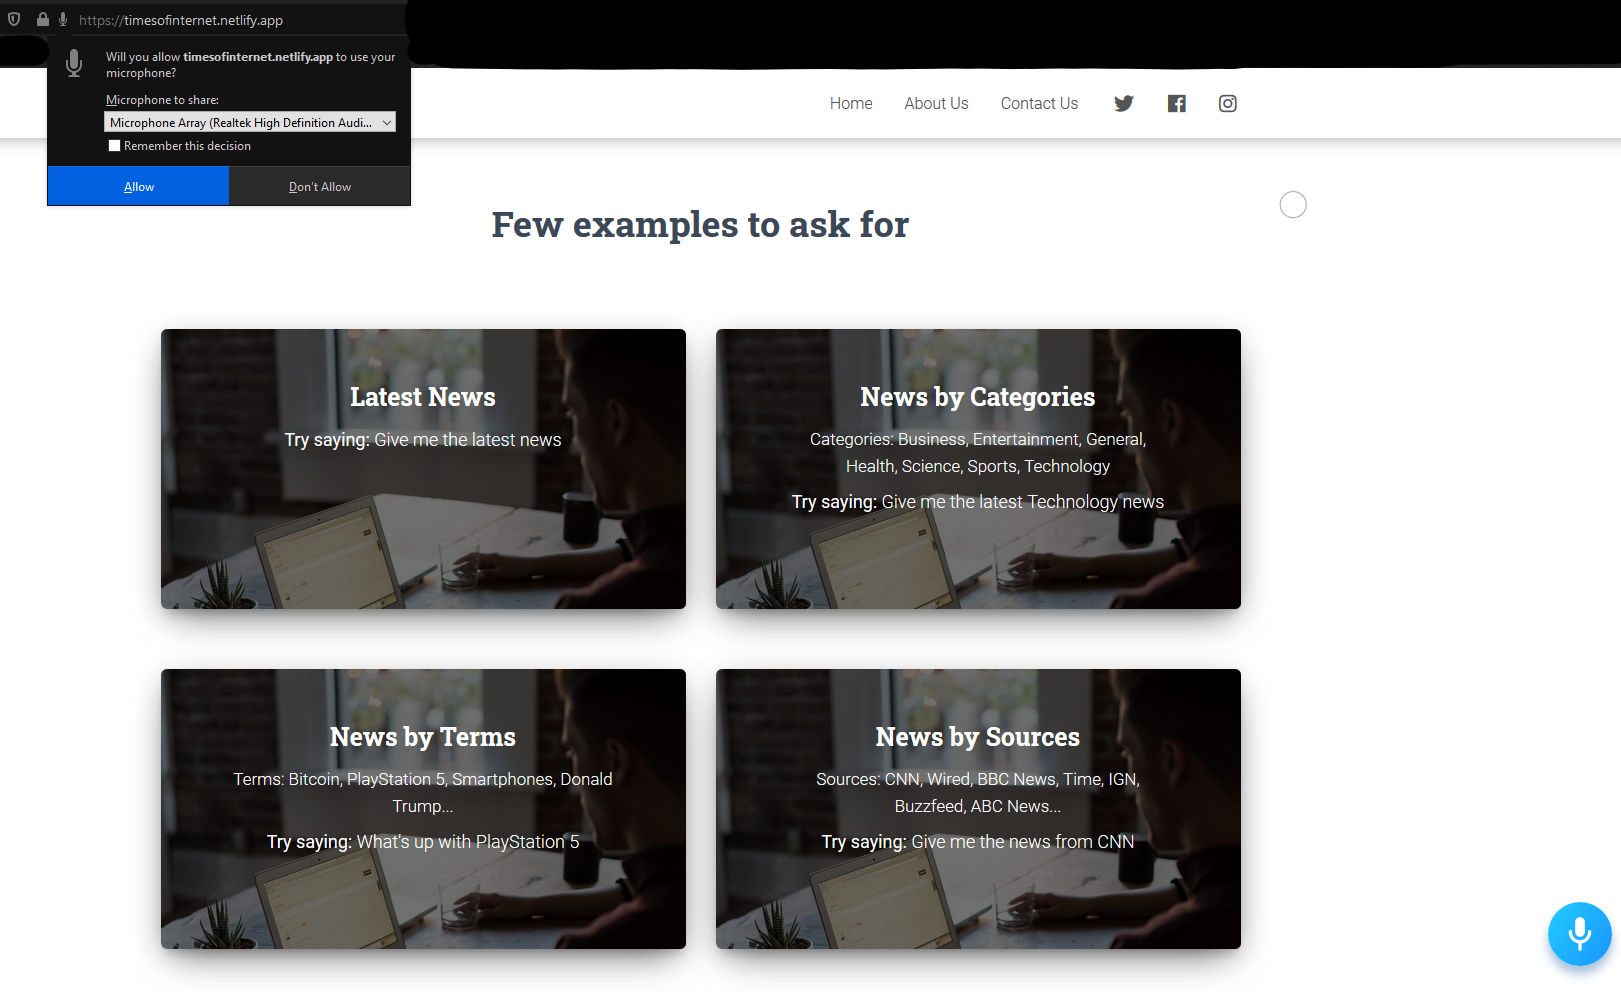 https://timesofinternet.netlify.app
Will you allow timesofinternet.netlify.app to use your
microphone?
Microphone to share:
Microphone Array (Realtek High Definition Audi...
Remember this decision
Allow
Don't Allow
Home
About Us
Contact Us
Few examples to ask for
Latest News
Try saying: Give me the latest news
News by Categories
Categories: Business, Entertainment, General,
Health, Science, Sports, Technology
Try saying: Give me the latest Technology news
News by Terms
Terms: Bitcoin, PlayStation 5, Smartphones, Donald
Trump...
Try saying: What's up with PlayStation 5
News by Sources
Sources: CNN, Wired, BBC News, Time, IGN,
Buzzfeed, ABC News...
Try saying: Give me the news from CNN